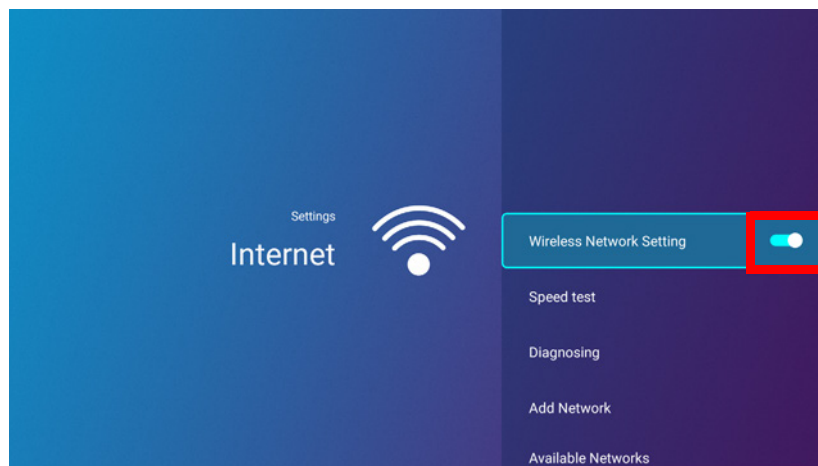 Settings
Internet
Wireless Network Setting
Speed test
Diagnosing
Add Network
Available Networks